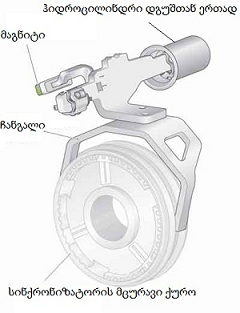 ჰიდროცილინდრი დგუშთან ერთად
მაგნიტი
ჩანგალი
სინქრონიზატორის მცურავი ქურო